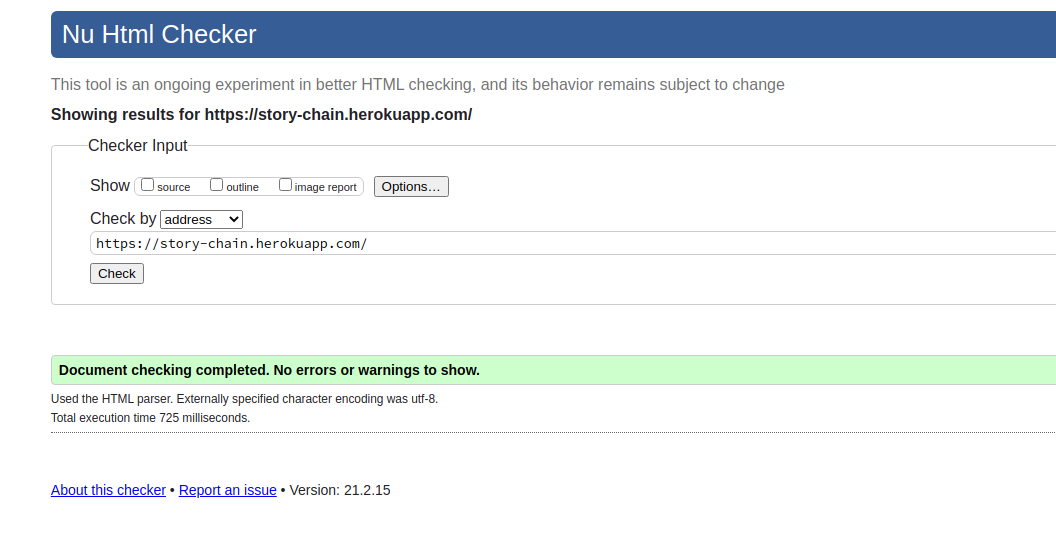 Nu Html Checker
This tool is an ongoing experiment in better HTML checking, and its behavior remains subject to change
Showing results for https://story-chain.herokuapp.com/
Checker Input
Show source outline image report Options...
Check by address
https://story-chain.herokuapp.com/
Check
Document checking completed. No errors or warnings to show.
Used the HTML parser. Externally specified character encoding was utf-8.
Total execution time 725 milliseconds.
About this checker • Report an issue • Version: 21.2.15